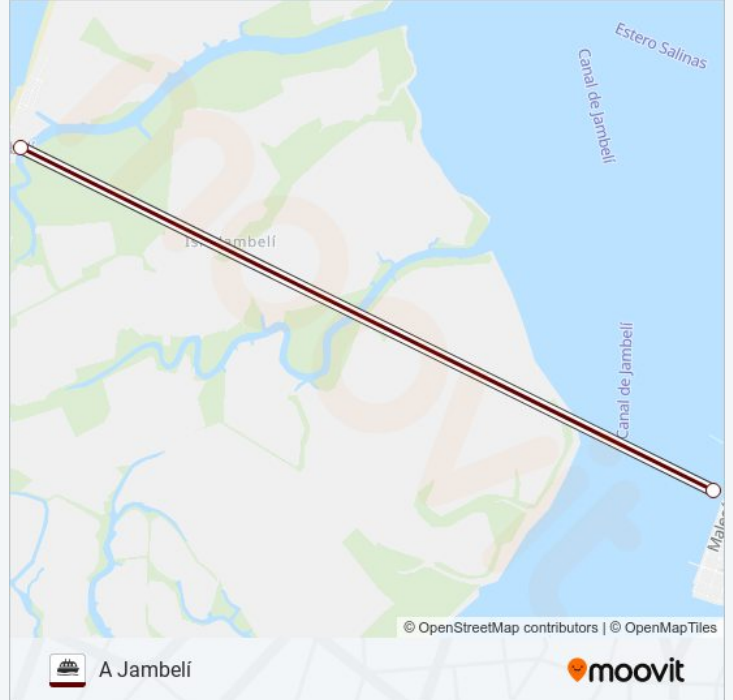 Estero Salinas
Canal de Jambelí
Canal de Jambelí
© OpenStreetMap contributors | © OpenMapTiles
A Jambelí
moovit